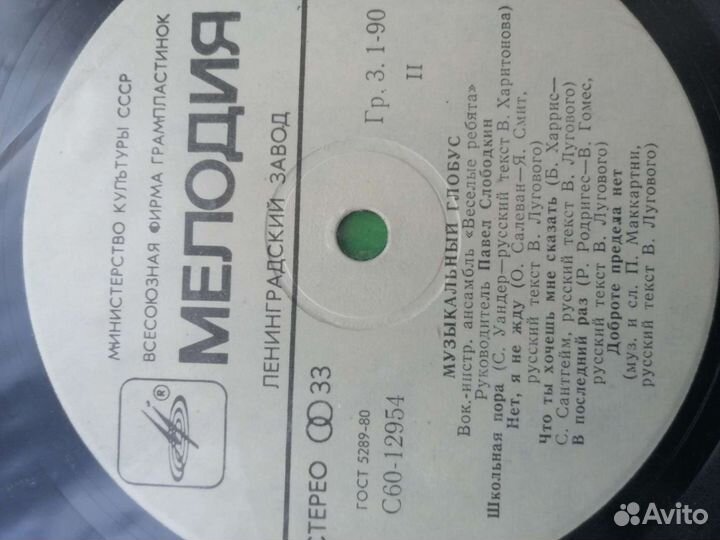 МИНИСТЕРСТВО КУЛЬТУРЫ СССР
ВСЕСОЮЗНАЯ ФИРМА ГРАМПЛАСТИНОК
МЕЛОДИЯ
®
ЛЕНИНГРАДСКИЙ ЗАВОД
СТЕРЕО 33
ГОСТ 5289-80
С60-12954
Гр. 3. 1-90
II
МУЗЫКАЛЬНЫЙ ГЛОБУС
Вок.-инстр. ансамбль «Веселые ребята»
Руководитель Павел Слободкин
Школьная пора (С. Уандер—русский текст В. Харитонова)
Нет, я не жду (О. Салеван—Я. Смит,
русский текст В. Лугового)
Что ты хочешь мне сказать (Б. Харрис—
С. Сантгейм, русский текст В. Лугового)
В последний раз (Р. Родригес—В. Гомес,
русский текст В. Лугового)
Доброте предела нет
(муз. и сл. П. Маккартни,
русский текст В. Лугового)
Avito